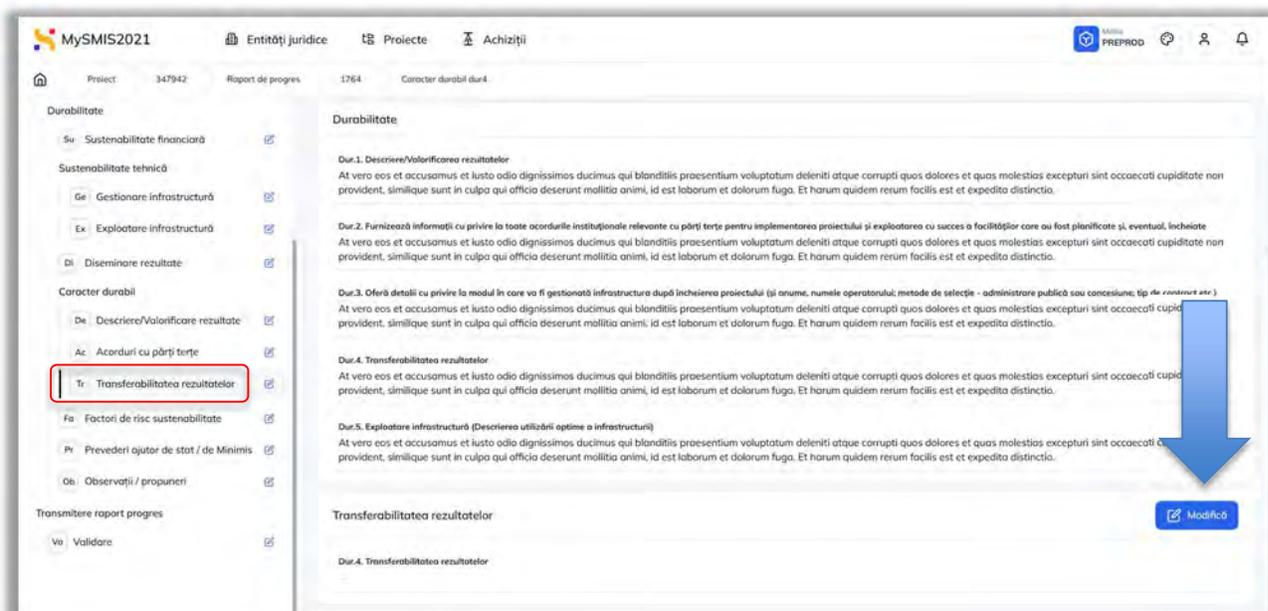 MySMIS2021
Entități juridice
Proiecte
Achiziții
Mediu
PREPROD
Proiect
347942
Raport de progres
1764
Caracter durabil dur4
Durabilitate
Su Sustenabilitate financiară
Sustenabilitate tehnică
Ge Gestionare infrastructură
Ex Exploatare infrastructură
Di Diseminare rezultate
Caracter durabil
De Descriere/Valorificare rezultate
Ac Acorduri cu părți terțe
Tr Transferabilitatea rezultatelor
Fa Factori de risc sustenabilitate
Pr Prevederi ajutor de stat / de Minimis
Ob Observații / propuneri
Transmitere raport progres
Va Validare
Durabilitate
Dur.1. Descriere/Valorificarea rezultatelor
At vero eos et accusamus et iusto odio dignissimos ducimus qui blanditiis praesentium voluptatum deleniti atque corrupti quos dolores et quas molestias excepturi sint occaecati cupiditate non
provident, similique sunt in culpa qui officia deserunt mollitia animi, id est laborum et dolorum fuga. Et harum quidem rerum facilis est et expedita distinctio.
Dur.2. Furnizează informații cu privire la toate acordurile instituționale relevante cu părți terțe pentru implementarea proiectului și exploatarea cu succes a facilităților care au fost planificate și, eventual, încheiate
At vero eos et accusamus et iusto odio dignissimos ducimus qui blanditiis praesentium voluptatum deleniti atque corrupti quos dolores et quas molestias excepturi sint occaecati cupiditate non
provident, similique sunt in culpa qui officia deserunt mollitia animi, id est laborum et dolorum fuga. Et harum quidem rerum facilis est et expedita distinctio.
Dur.3. Oferă detalii cu privire la modul în care va fi gestionată infrastructura după încheierea proiectului (și anume, numele operatorului; metode de selecție - administrare publică sau concesiune; tip de contract etc.)
At vero eos et accusamus et iusto odio dignissimos ducimus qui blanditiis praesentium voluptatum deleniti atque corrupti quos dolores et quas molestias excepturi sint occaecati
provident, similique sunt in culpa qui officia deserunt mollitia animi, id est laborum et dolorum fuga. Et harum quidem rerum facilis est et expedita distinctio.
Dur.4. Transferabilitatea rezultatelor
At vero eos et accusamus et iusto odio dignissimos ducimus qui blanditiis praesentium voluptatum deleniti atque corrupti quos dolores et quas molestias excepturi sint occaecati
provident, similique sunt in culpa qui officia deserunt mollitia animi, id est laborum et dolorum fuga. Et harum quidem rerum facilis est et expedita distinctio.
Dur.5. Exploatare infrastructură (Descrierea utilizării optime a infrastructurii)
At vero eos et accusamus et iusto odio dignissimos ducimus qui blanditiis praesentium voluptatum deleniti atque corrupti quos dolores et quas molestias excepturi sint occaecati
provident, similique sunt in culpa qui officia deserunt mollitia animi, id est laborum et dolorum fuga. Et harum quidem rerum facilis est et expedita distinctio.
Transferabilitatea rezultatelor
Modifică
Dur.4. Transferabilitatea rezultatelor